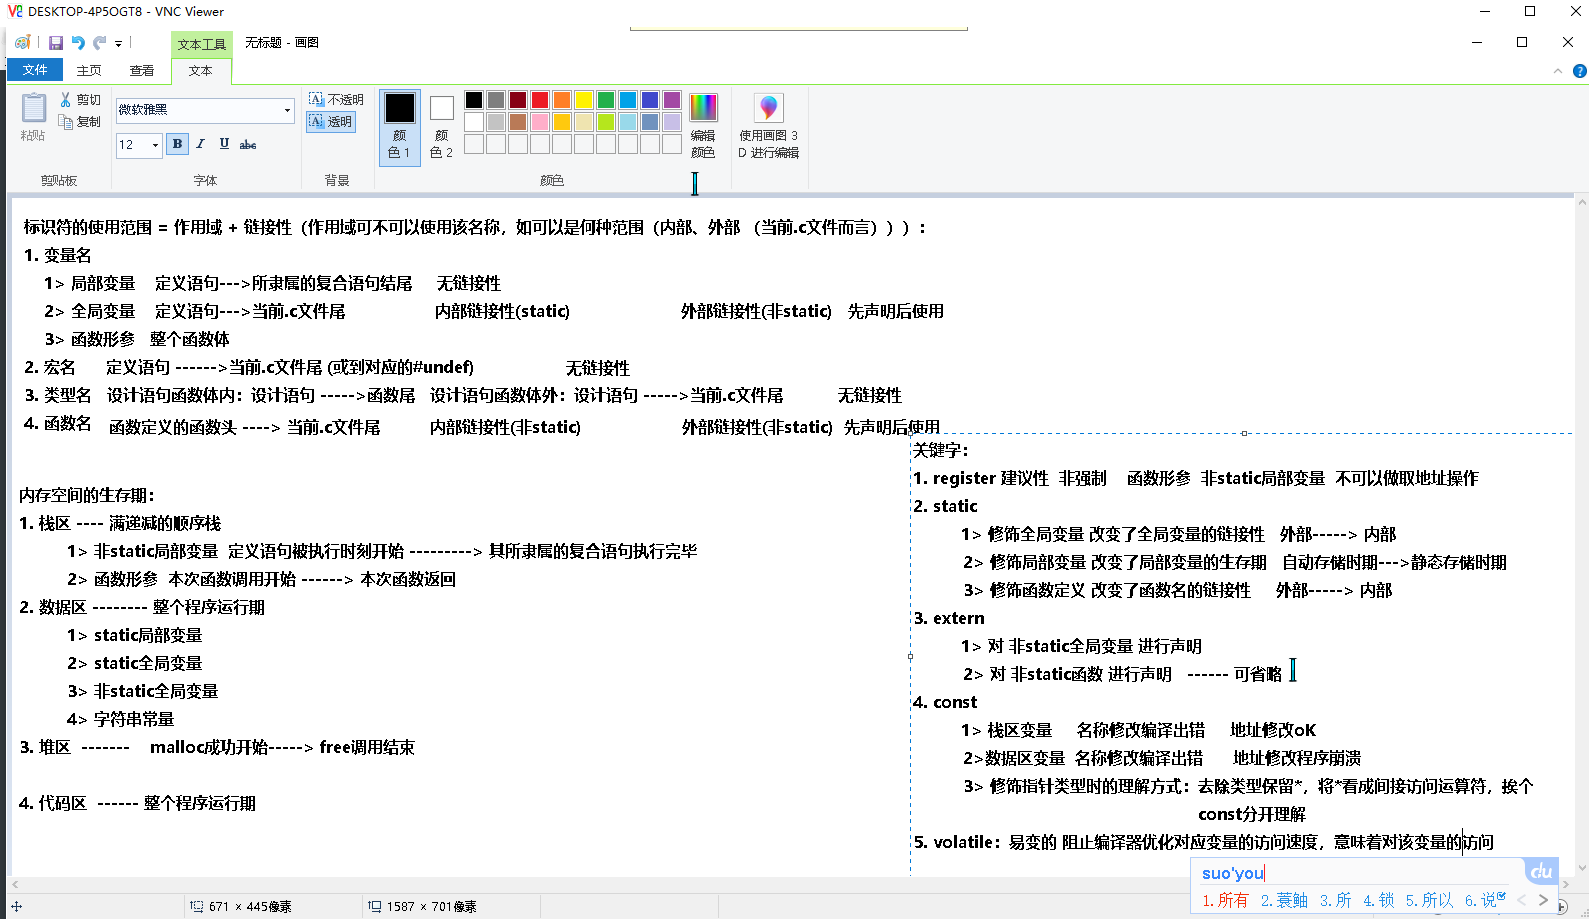 DESKTOP-4P5OGT8 - VNC Viewer
文本工具
无标题 - 画图
文件 主页 查看 文本
粘贴
剪切
复制
微软雅黑
12
B I U abc
不透明
透明
颜色 1
颜色 2
编辑颜色
使用画图 3D 进行编辑
剪贴板 字体 背景 颜色
标识符的使用范围 = 作用域 + 链接性（作用域可不可以使用该名称，如可以是何种范围（内部、外部 （当前.c文件而言）））：
1. 变量名
1> 局部变量 定义语句--->所隶属的复合语句结尾 无链接性
2> 全局变量 定义语句--->当前.c文件尾 内部链接性(static) 外部链接性(非static) 先声明后使用
3> 函数形参 整个函数体
2. 宏名 定义语句 ------>当前.c文件尾 (或到对应的#undef) 无链接性
3. 类型名 设计语句函数体内：设计语句 ----->函数尾 设计语句函数体外：设计语句 ----->当前.c文件尾 无链接性
4. 函数名 函数定义的函数头 ----> 当前.c文件尾 内部链接性(非static) 外部链接性(非static) 先声明后使用
内存空间的生存期：
1. 栈区 ---- 满递减的顺序栈
1> 非static局部变量 定义语句被执行时刻开始 ---------> 其所隶属的复合语句执行完毕
2> 函数形参 本次函数调用开始 ------> 本次函数返回
2. 数据区 -------- 整个程序运行期
1> static局部变量
2> static全局变量
3> 非static全局变量
4> 字符串常量
3. 堆区 ------- malloc成功开始-----> free调用结束
4. 代码区 ------ 整个程序运行期
关键字：
1. register 建议性 非强制 函数形参 非static局部变量 不可以做取地址操作
2. static
1> 修饰全局变量 改变了全局变量的链接性 外部-----> 内部
2> 修饰局部变量 改变了局部变量的生存期 自动存储时期--->静态存储时期
3> 修饰函数定义 改变了函数名的链接性 外部-----> 内部
3. extern
1> 对 非static全局变量 进行声明
2> 对 非static函数 进行声明 ------ 可省略
4. const
1> 栈区变量 名称修改编译出错 地址修改oK
2>数据区变量 名称修改编译出错 地址修改程序崩溃
3> 修饰指针类型时的理解方式：去除类型保留*，将*看成间接访问运算符，挨个
const分开理解
5. volatile：易变的 阻止编译器优化对应变量的访问速度，意味着对该变量的访问
suo'you
du
1.所有 2.蓑鲉 3.所 4.锁 5.所以 6.说
671 × 445像素
1587 × 701像素